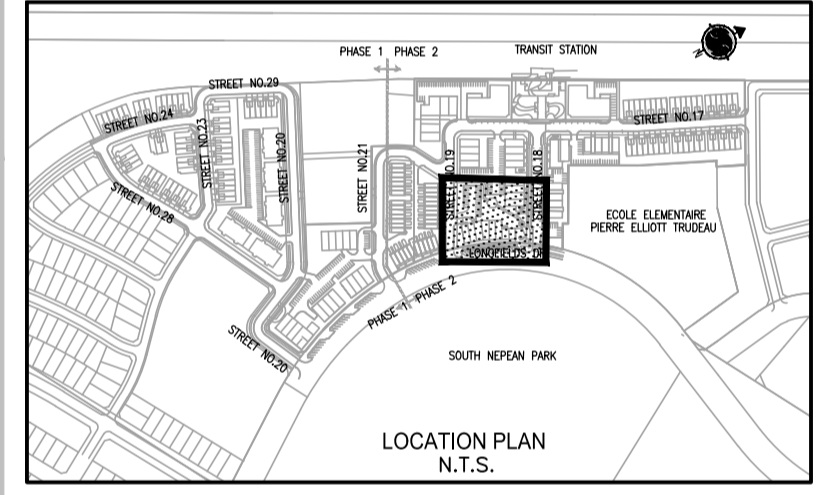 PHASE 1 PHASE 2
TRANSIT STATION
N
STREET NO.29
STREET NO.24
STREET NO.23
STREET NO.20
STREET NO.21
STREET NO.19
STREET NO.18
STREET NO.17
STREET NO.28
ECOLE ELEMENTAIRE
PIERRE ELLIOTT TRUDEAU
LONGFIELDS DR
PHASE 1 PHASE 2
STREET NO.20
SOUTH NEPEAN PARK
LOCATION PLAN
N.T.S.